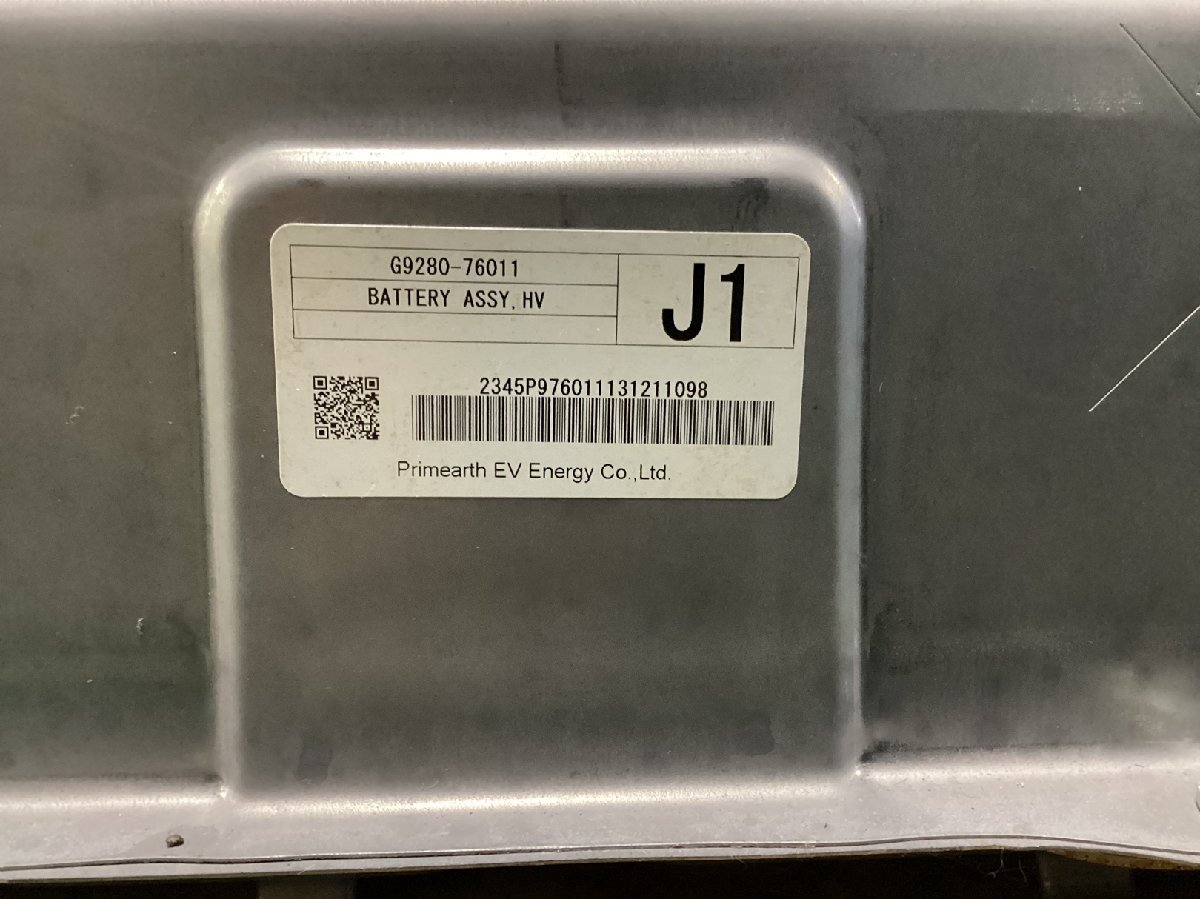 G9280-76011
BATTERY ASSY, HV
J1
2345P976011131211098
Primearth EV Energy Co.,Ltd.